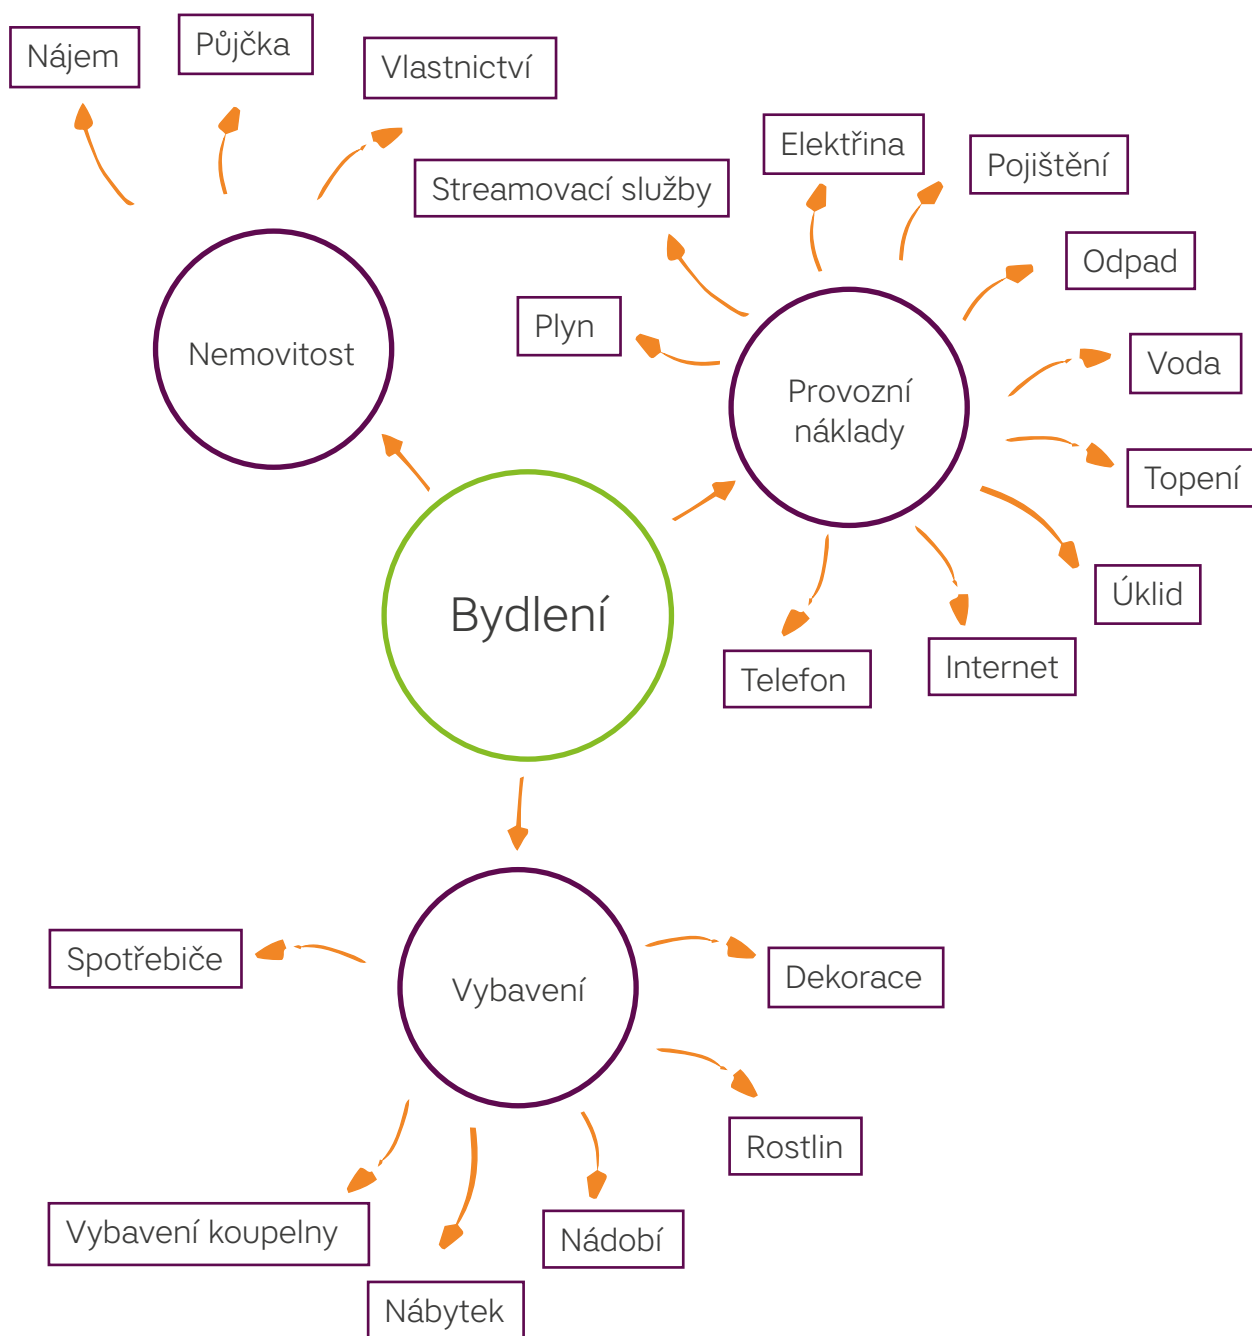 Nájem
Půjčka
Vlastnictví
Streamovací služby
Elektřina
Pojištění
Odpad
Plyn
Voda
Nemovitost
Provozní
náklady
Topení
Úklid
Bydlení
Telefon
Internet
Spotřebiče
Vybavení
Dekorace
Rostlin
Vybavení koupelny
Nádobí
Nábytek